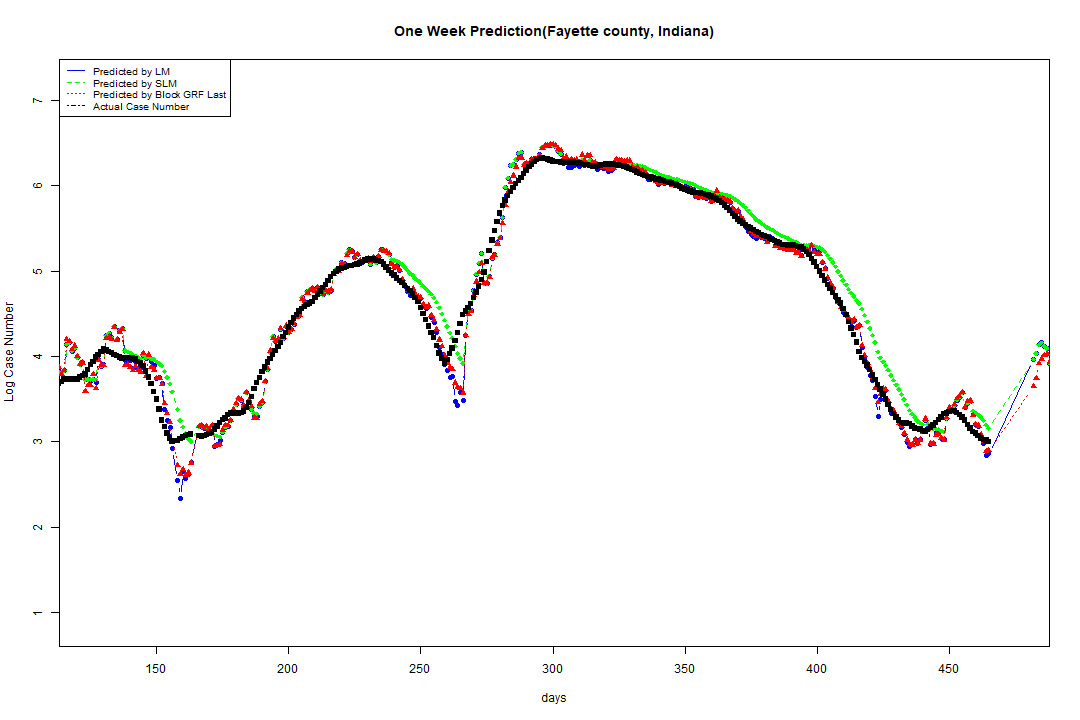 One Week Prediction(Fayette county, Indiana)
Predicted by LM
Predicted by SLM
Predicted by Block GRF Last
Actual Case Number
7
6
5
4
3
2
1
Log Case Number
150 200 250 300 350 400 450
days